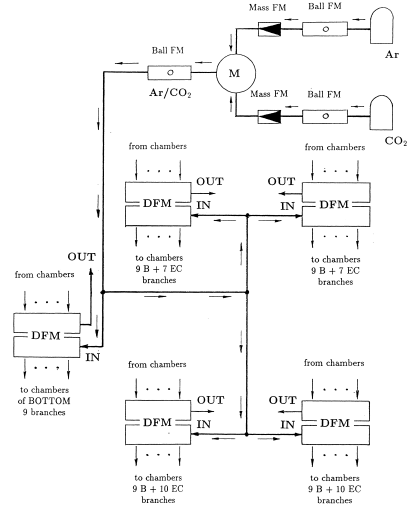 Mass FM
Ball FM
Ar
Ball FM
M
Ar/CO₂
Mass FM
Ball FM
CO₂
from chambers
. . .
OUT
DFM
IN
. . .
to chambers
9 B + 7 EC
branches
from chambers
. . .
OUT
DFM
IN
. . .
to chambers
9 B + 7 EC
branches
OUT
from chambers
. . .
DFM
IN
. . .
to chambers
of BOTTOM
9 branches
from chambers
. . .
OUT
DFM
IN
. . .
to chambers
9 B + 10 EC
branches
from chambers
. . .
OUT
DFM
IN
. . .
to chambers
9 B + 10 EC
branches